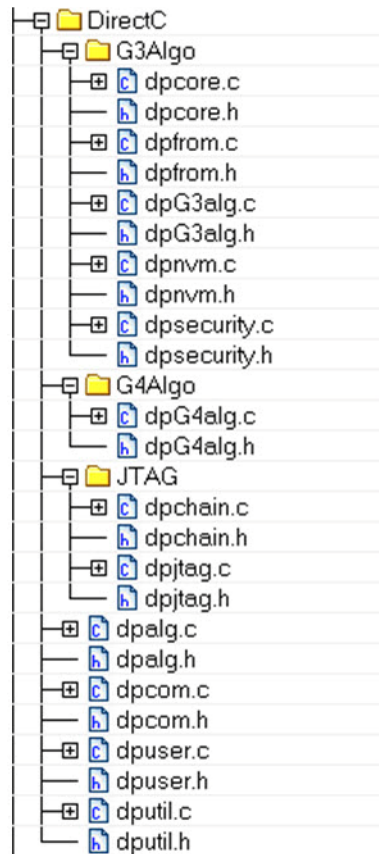 DirectC
G3Algo
dpcore.c
dpcore.h
dpfrom.c
dpfrom.h
dpG3alg.c
dpG3alg.h
dpnvm.c
dpnvm.h
dpsecurity.c
dpsecurity.h
G4Algo
dpG4alg.c
dpG4alg.h
JTAG
dpchain.c
dpchain.h
dpjtag.c
dpjtag.h
dpalg.c
dpalg.h
dpcom.c
dpcom.h
dpuser.c
dpuser.h
dputil.c
dputil.h